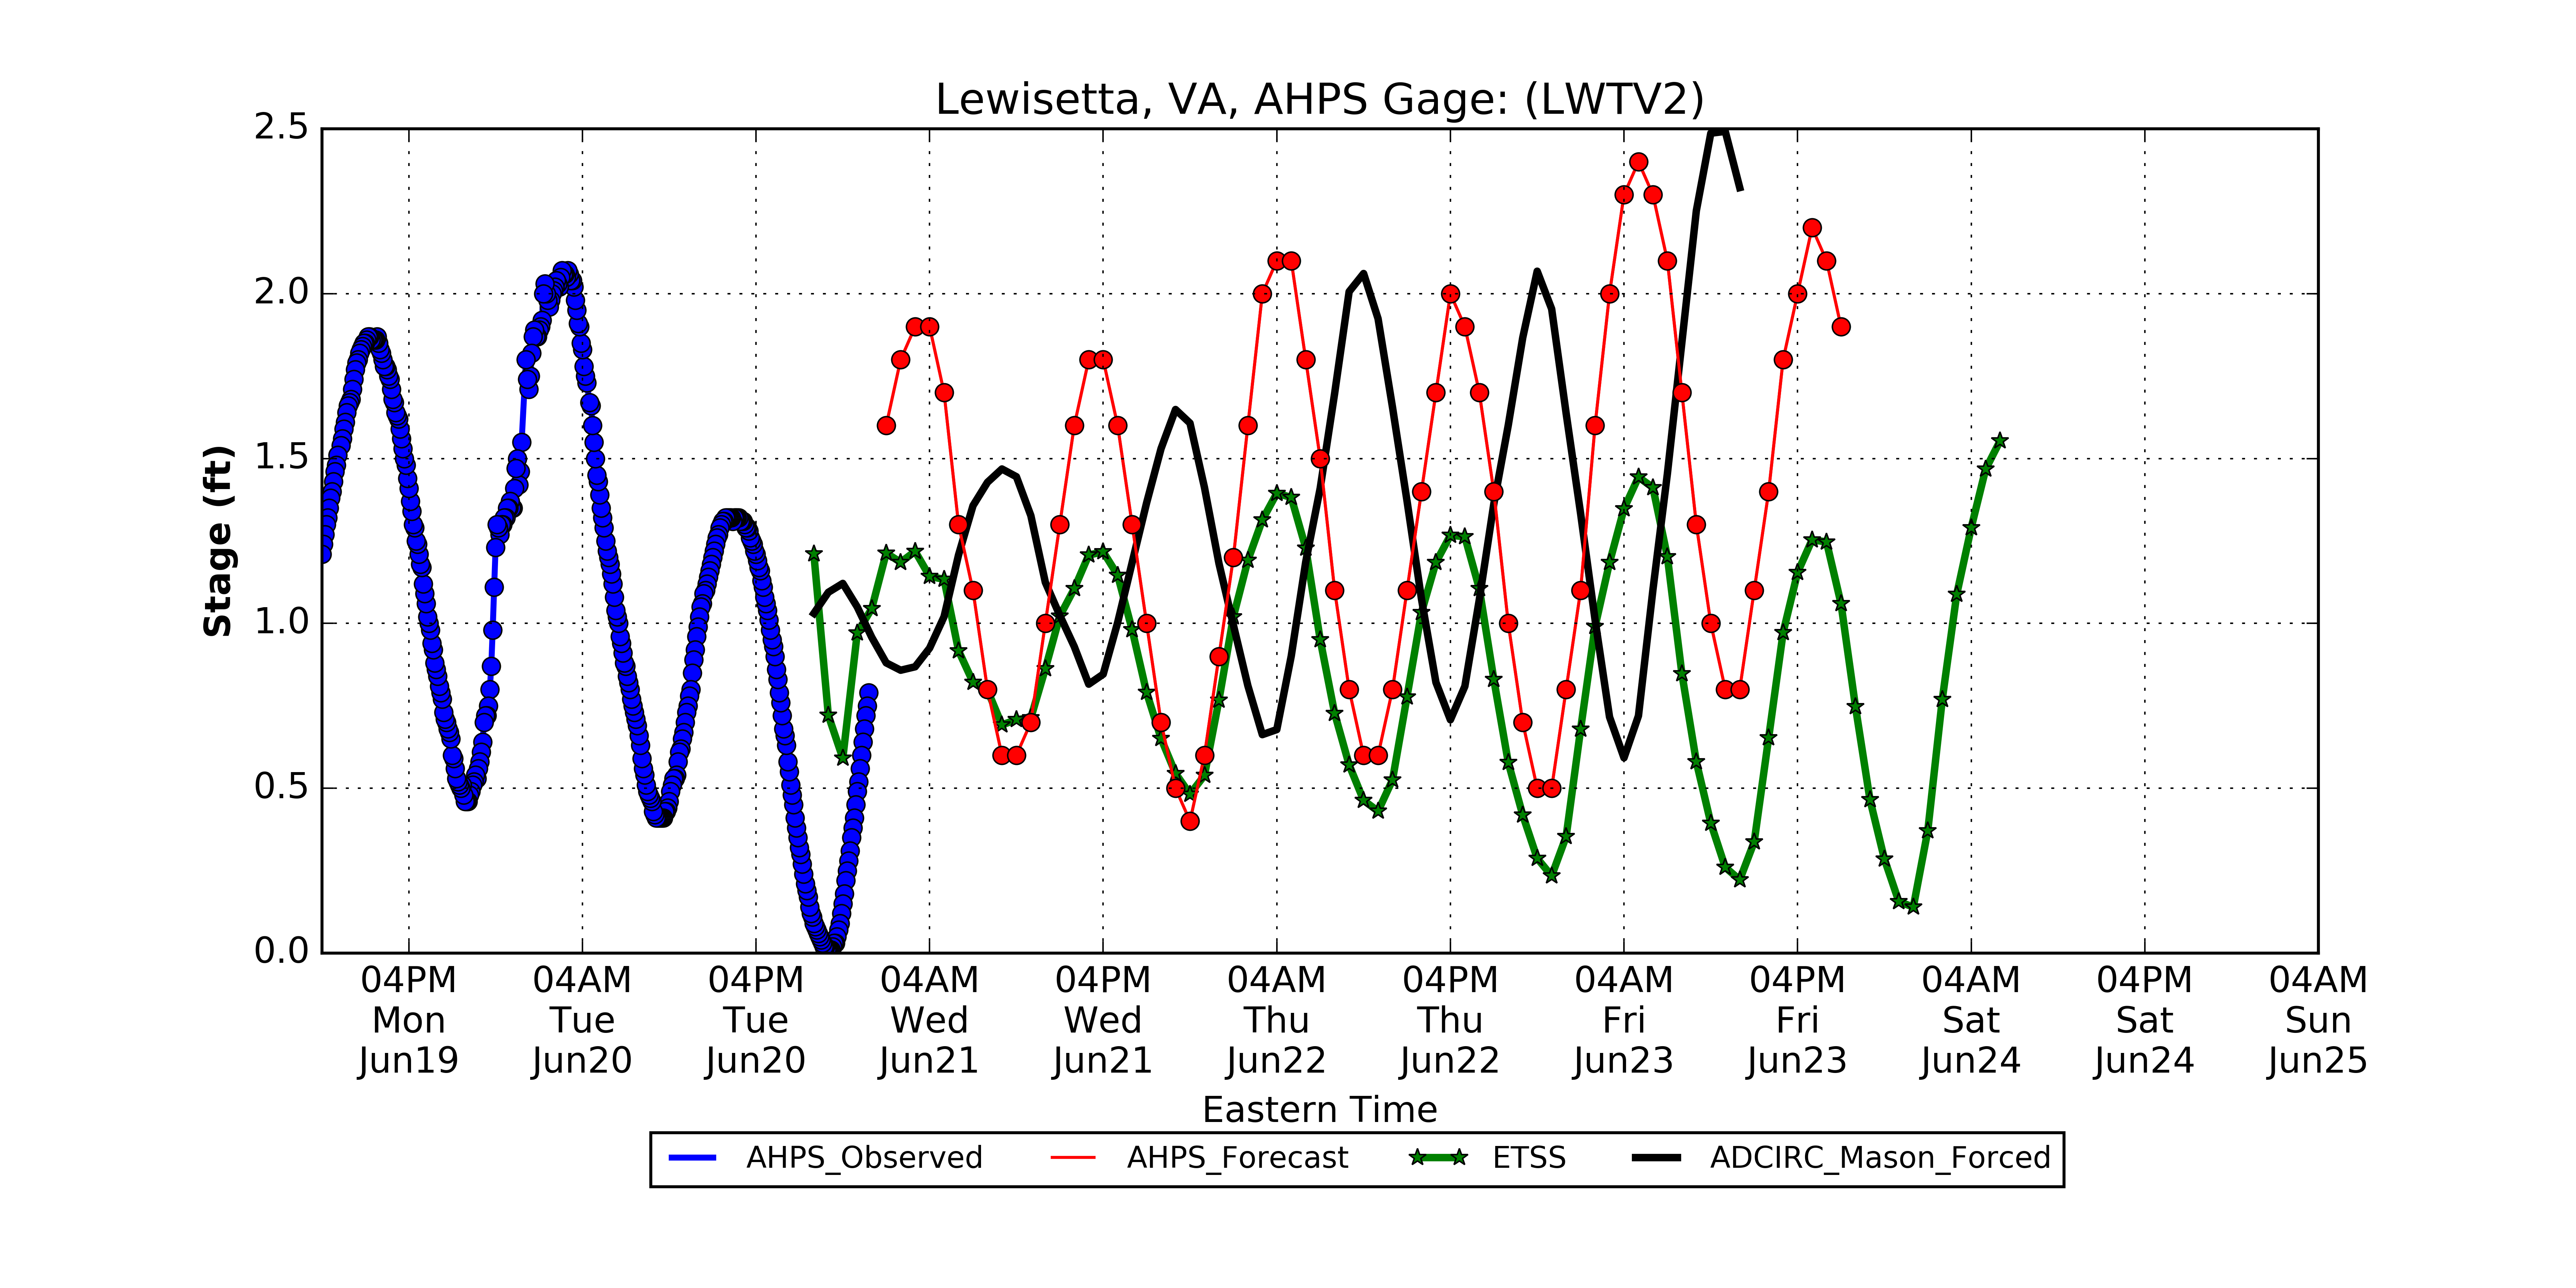 Lewisetta, VA, AHPS Gage: (LWTV2)
2.5
2.0
1.5
1.0
0.5
0.0
Stage (ft)
04PM 04AM 04PM 04AM 04PM 04AM 04PM 04AM 04PM 04AM 04PM 04AM
Mon Tue Tue Wed Wed Thu Thu Fri Fri Sat Sat Sun
Jun19 Jun20 Jun20 Jun21 Jun21 Jun22 Jun22 Jun23 Jun23 Jun24 Jun24 Jun25
Eastern Time
AHPS_Observed AHPS_Forecast ETSS ADCIRC_Mason_Forced